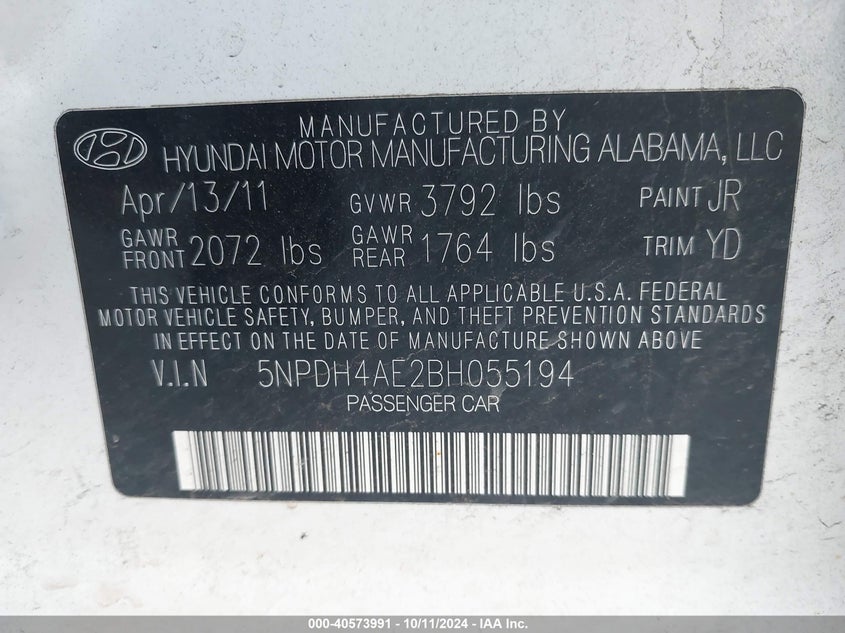 MANUFACTURED BY
HYUNDAI MOTOR MANUFACTURING ALABAMA, LLC
Apr/13/11 GVWR 3792 lbs PAINT JR
GAWR FRONT 2072 lbs GAWR REAR 1764 lbs TRIM YD
THIS VEHICLE CONFORMS TO ALL APPLICABLE U.S.A. FEDERAL
MOTOR VEHICLE SAFETY, BUMPER, AND THEFT PREVENTION STANDARDS
IN EFFECT ON THE DATE OF MANUFACTURE SHOWN ABOVE
V.I.N 5NPDH4AE2BH055194
PASSENGER CAR
000-40573991 - 10/11/2024 - IAA Inc.